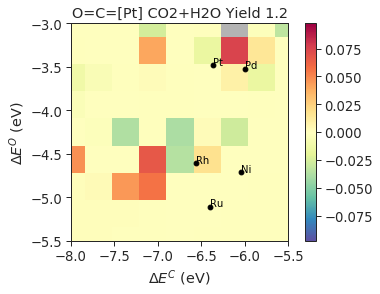 O=C=[Pt] CO2+H2O Yield 1.2
−3.0
−3.5
−4.0
−4.5
−5.0
−5.5
ΔE^O (eV)
Pt
Pd
Rh
Ni
Ru
−8.0 −7.5 −7.0 −6.5 −6.0 −5.5
ΔE^C (eV)
0.075
0.050
0.025
0.000
−0.025
−0.050
−0.075